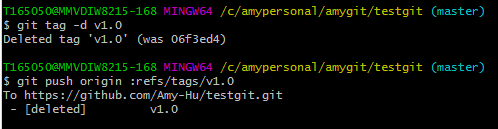 T165050@MMVDIW8215-168 MINGW64 /c/amypersonal/amygit/testgit (master)
$ git tag -d v1.0
Deleted tag 'v1.0' (was 06f3ed4)
T165050@MMVDIW8215-168 MINGW64 /c/amypersonal/amygit/testgit (master)
$ git push origin :refs/tags/v1.0
To https://github.com/Amy-Hu/testgit.git
 - [deleted]         v1.0